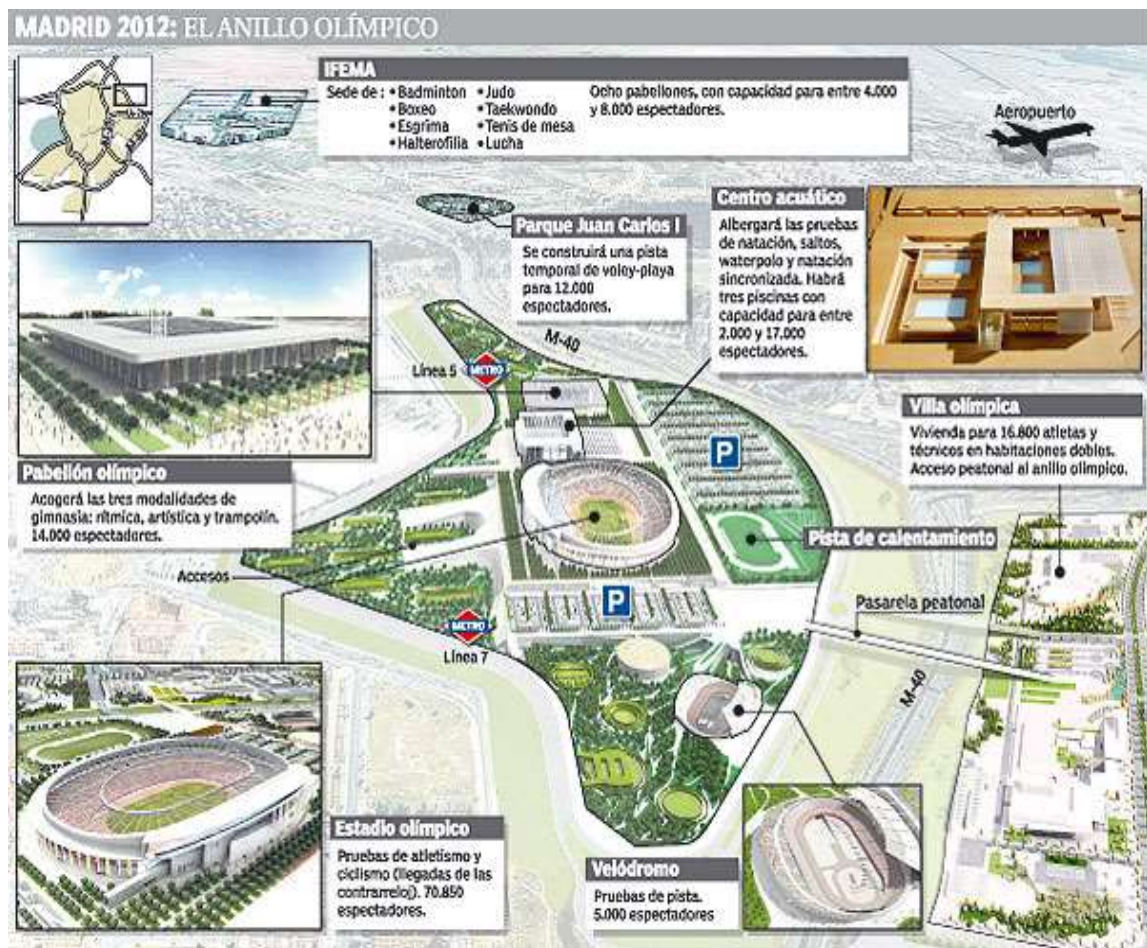 MADRID 2012: EL ANILLO OLÍMPICO
IFEMA
Sede de : • Badminton • Judo
• Boxeo • Taekwondo
• Esgrima • Tenis de mesa
• Halterofilia • Lucha
Ocho pabellones, con capacidad para entre 4.000
y 8.000 espectadores.
Aeropuerto
Parque Juan Carlos I
Se construirá una pista
temporal de voley-playa
para 12.000
espectadores.
Centro acuático
Albergará las pruebas
de natación, saltos,
waterpolo y natación
sincronizada. Habrá
tres piscinas con
capacidad para entre
2.000 y 17.000
espectadores.
M-40
Línea 5
METRO
Villa olímpica
Vivienda para 16.800 atletas y
técnicos en habitaciones dobles.
Acceso peatonal al anillo olímpico.
P
Pabellón olímpico
Acogerá las tres modalidades de
gimnasia: rítmica, artística y trampolín.
14.000 espectadores.
Pista de calentamiento
Accesos
P
Pasarela peatonal
METRO
Línea 7
M-40
Estadio olímpico
Pruebas de atletismo y
ciclismo (llegadas de las
contrarreloj). 70.850
espectadores.
Velódromo
Pruebas de pista.
5.000 espectadores